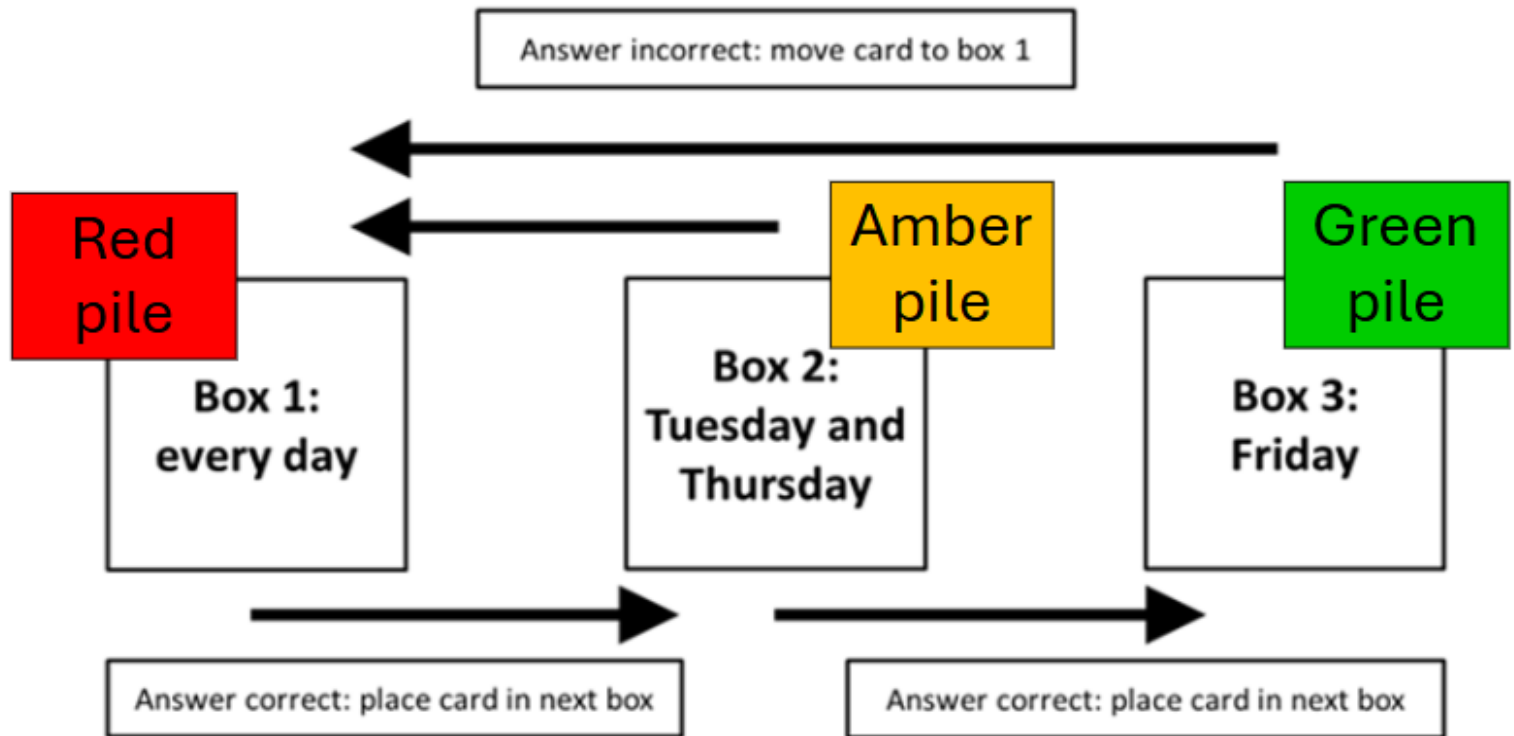 Answer incorrect: move card to box 1
Red
pile
Amber
pile
Green
pile
Box 1:
every day
Box 2:
Tuesday and
Thursday
Box 3:
Friday
Answer correct: place card in next box
Answer correct: place card in next box